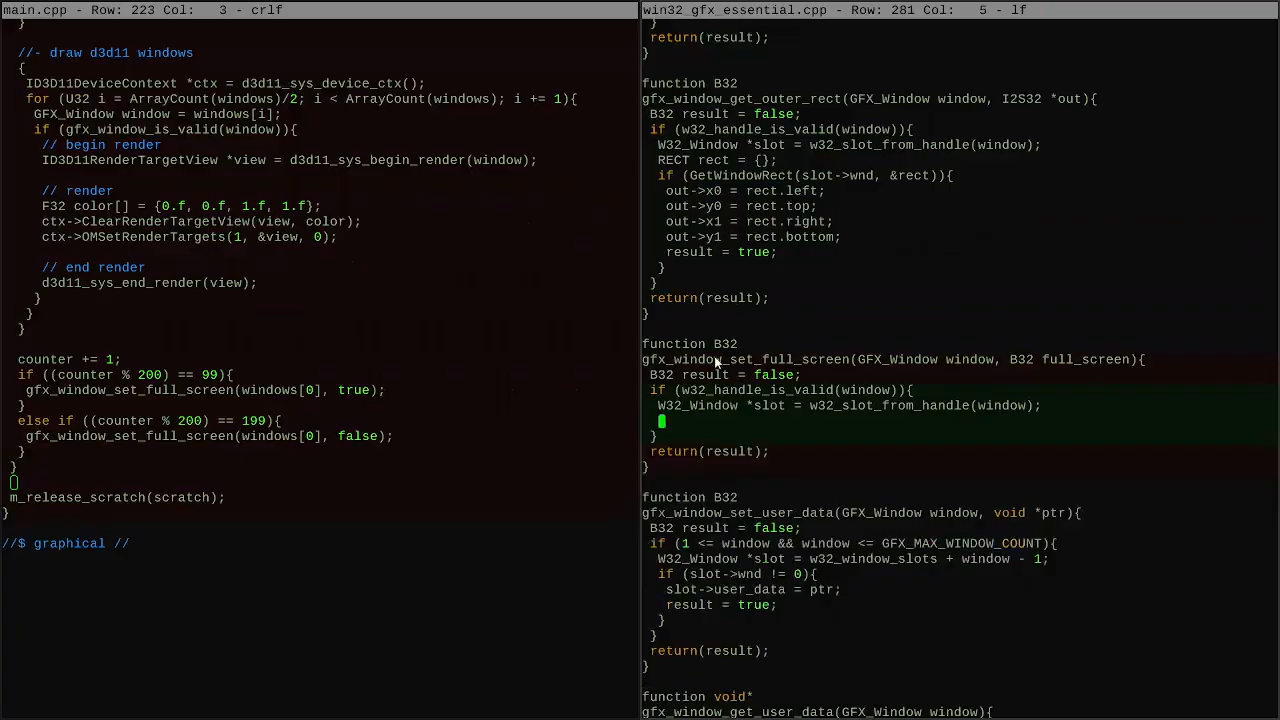 main.cpp - Row: 223 Col:   3 - crlf
  }

  //- draw d3d11 windows
  {
   ID3D11DeviceContext *ctx = d3d11_sys_device_ctx();
   for (U32 i = ArrayCount(windows)/2; i < ArrayCount(windows); i += 1){
    GFX_Window window = windows[i];
    if (gfx_window_is_valid(window)){
     // begin render
     ID3D11RenderTargetView *view = d3d11_sys_begin_render(window);

     // render
     F32 color[] = {0.f, 0.f, 1.f, 1.f};
     ctx->ClearRenderTargetView(view, color);
     ctx->OMSetRenderTargets(1, &view, 0);

     // end render
     d3d11_sys_end_render(view);
    }
   }
  }

  counter += 1;
  if ((counter % 200) == 99){
   gfx_window_set_full_screen(windows[0], true);
  }
  else if ((counter % 200) == 199){
   gfx_window_set_full_screen(windows[0], false);
  }
 }

 m_release_scratch(scratch);
}

//$ graphical //
win32_gfx_essential.cpp - Row: 281 Col:   5 - lf
 }
 return(result);
}

function B32
gfx_window_get_outer_rect(GFX_Window window, I2S32 *out){
 B32 result = false;
 if (w32_handle_is_valid(window)){
  W32_Window *slot = w32_slot_from_handle(window);
  RECT rect = {};
  if (GetWindowRect(slot->wnd, &rect)){
   out->x0 = rect.left;
   out->y0 = rect.top;
   out->x1 = rect.right;
   out->y1 = rect.bottom;
   result = true;
  }
 }
 return(result);
}

function B32
gfx_window_set_full_screen(GFX_Window window, B32 full_screen){
 B32 result = false;
 if (w32_handle_is_valid(window)){
  W32_Window *slot = w32_slot_from_handle(window);

 }
 return(result);
}

function B32
gfx_window_set_user_data(GFX_Window window, void *ptr){
 B32 result = false;
 if (1 <= window && window <= GFX_MAX_WINDOW_COUNT){
  W32_Window *slot = w32_window_slots + window - 1;
  if (slot->wnd != 0){
   slot->user_data = ptr;
   result = true;
  }
 }
 return(result);
}

function void*
gfx_window_get_user_data(GFX_Window window){